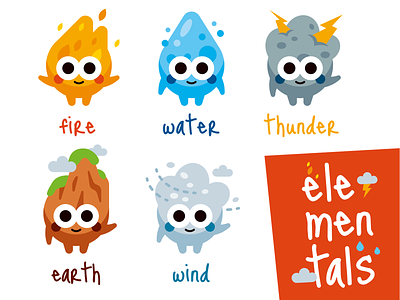 fire
water
thunder
earth
wind
ele
men
tals